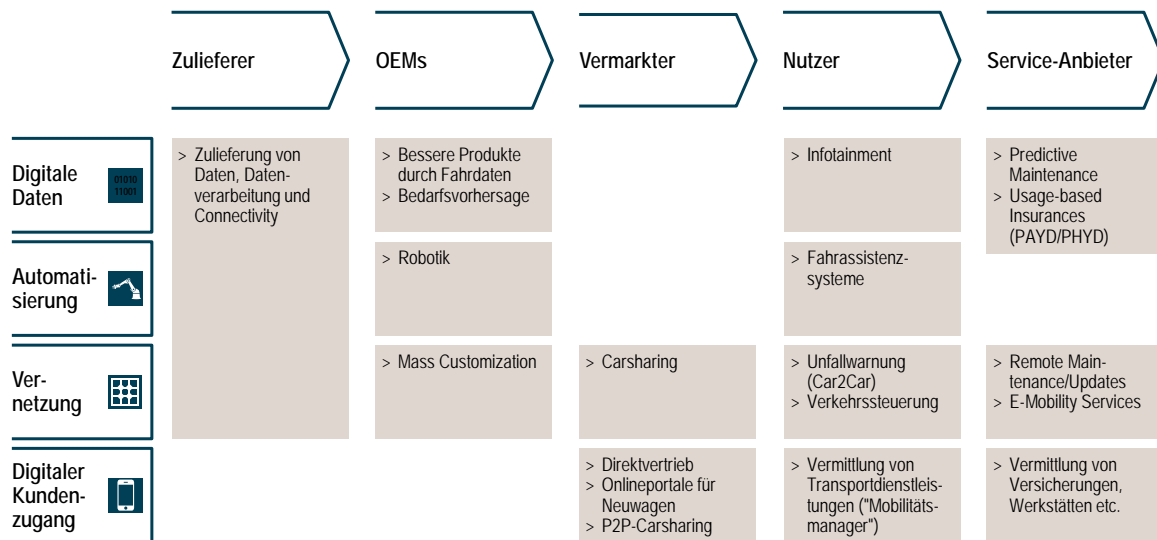 Zulieferer
OEMs
Vermarkter
Nutzer
Service-Anbieter
Digitale
Daten
01010
11001
> Zulieferung von
Daten, Daten-
verarbeitung und
Connectivity
> Bessere Produkte
durch Fahrdaten
> Bedarfsvorhersage
> Infotainment
> Predictive
Maintenance
> Usage-based
Insurances
(PAYD/PHYD)
Automati-
sierung
> Robotik
> Fahrassistenz-
systeme
Ver-
netzung
> Mass Customization
> Carsharing
> Unfallwarnung
(Car2Car)
> Verkehrssteuerung
> Remote Main-
tenance/Updates
> E-Mobility Services
Digitaler
Kunden-
zugang
> Direktvertrieb
> Onlineportale für
Neuwagen
> P2P-Carsharing
> Vermittlung von
Transportdienstleis-
tungen ("Mobilitäts-
manager")
> Vermittlung von
Versicherungen,
Werkstätten etc.